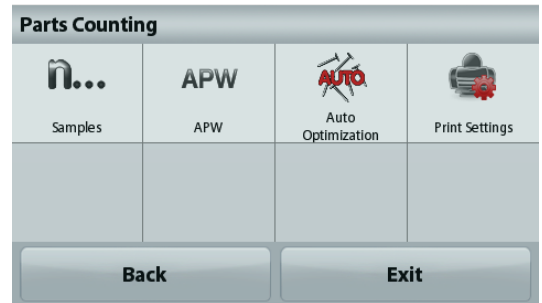 Parts Counting
n...
APW
AUTO
Samples
APW
Auto
Optimization
Print Settings
Back
Exit